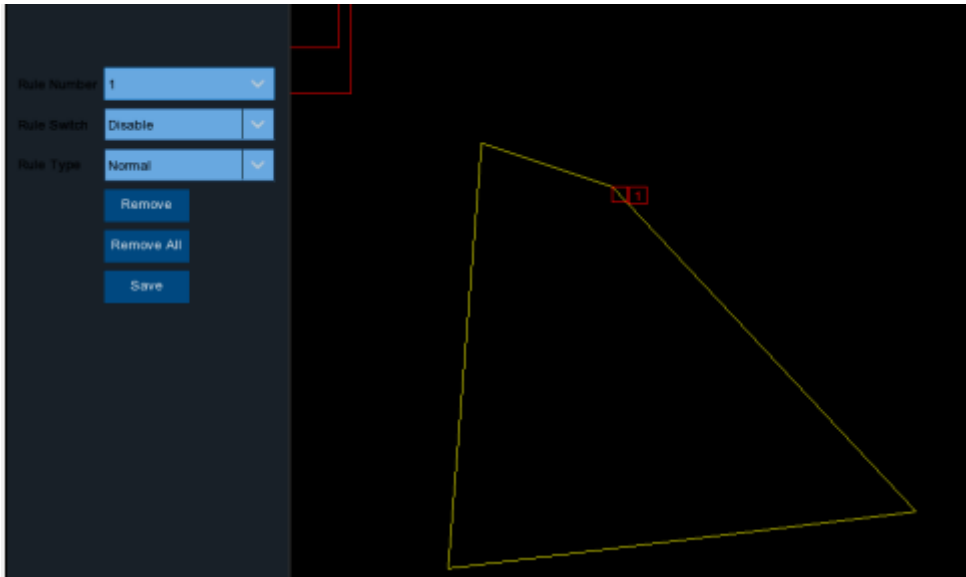 Rule Number 1
Rule Switch Disable
Rule Type Normal
Remove
Remove All
Save
1